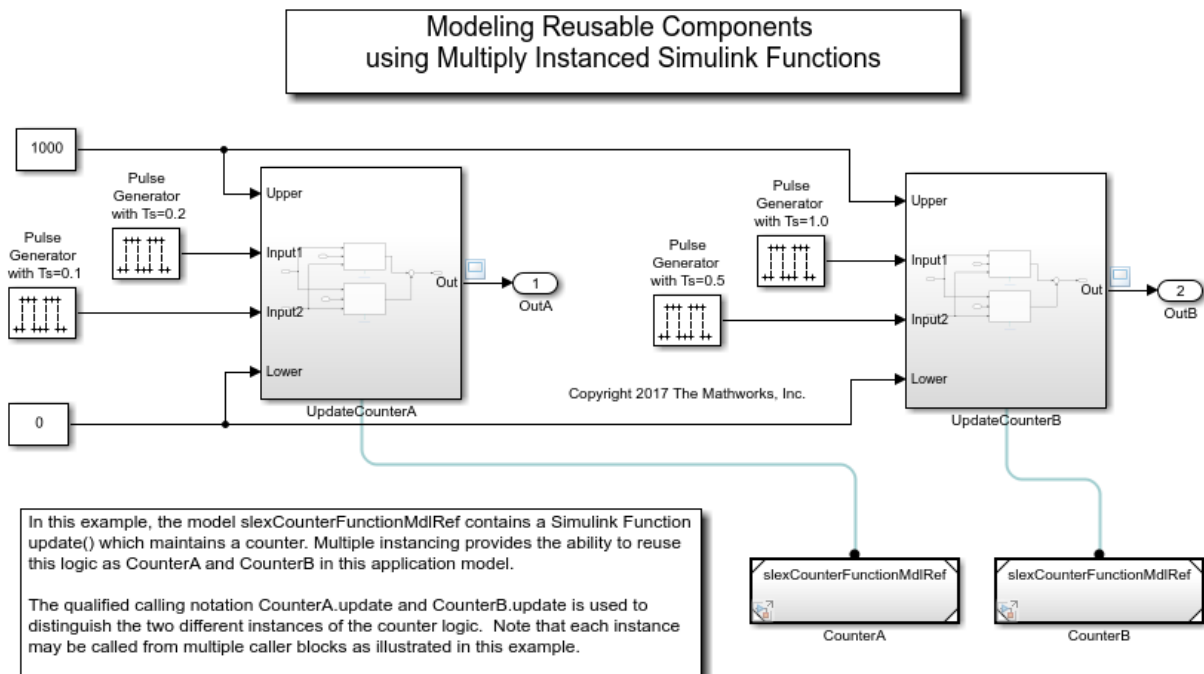 Modeling Reusable Components
using Multiply Instanced Simulink Functions
1000
Pulse
Generator
with Ts=0.2
Pulse
Generator
with Ts=0.1
Upper
Input1
Input2
Lower
Out
UpdateCounterA
1
OutA
0
Pulse
Generator
with Ts=1.0
Pulse
Generator
with Ts=0.5
Upper
Input1
Input2
Lower
Out
UpdateCounterB
2
OutB
Copyright 2017 The Mathworks, Inc.
In this example, the model slexCounterFunctionMdlRef contains a Simulink Function
update() which maintains a counter. Multiple instancing provides the ability to reuse
this logic as CounterA and CounterB in this application model.
The qualified calling notation CounterA.update and CounterB.update is used to
distinguish the two different instances of the counter logic.  Note that each instance
may be called from multiple caller blocks as illustrated in this example.
slexCounterFunctionMdlRef
CounterA
slexCounterFunctionMdlRef
CounterB